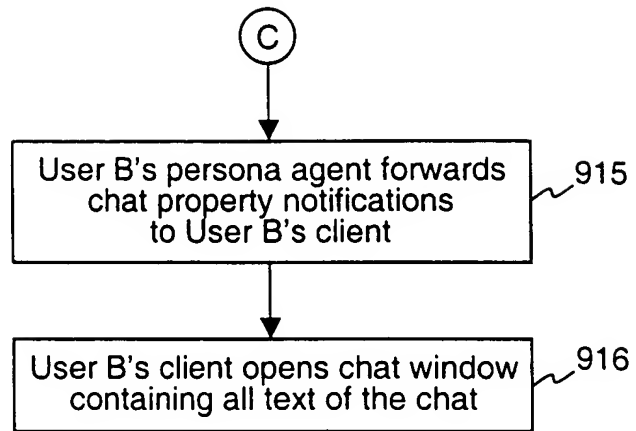 C
User B's persona agent forwards
chat property notifications
to User B's client
915
User B's client opens chat window
containing all text of the chat
916